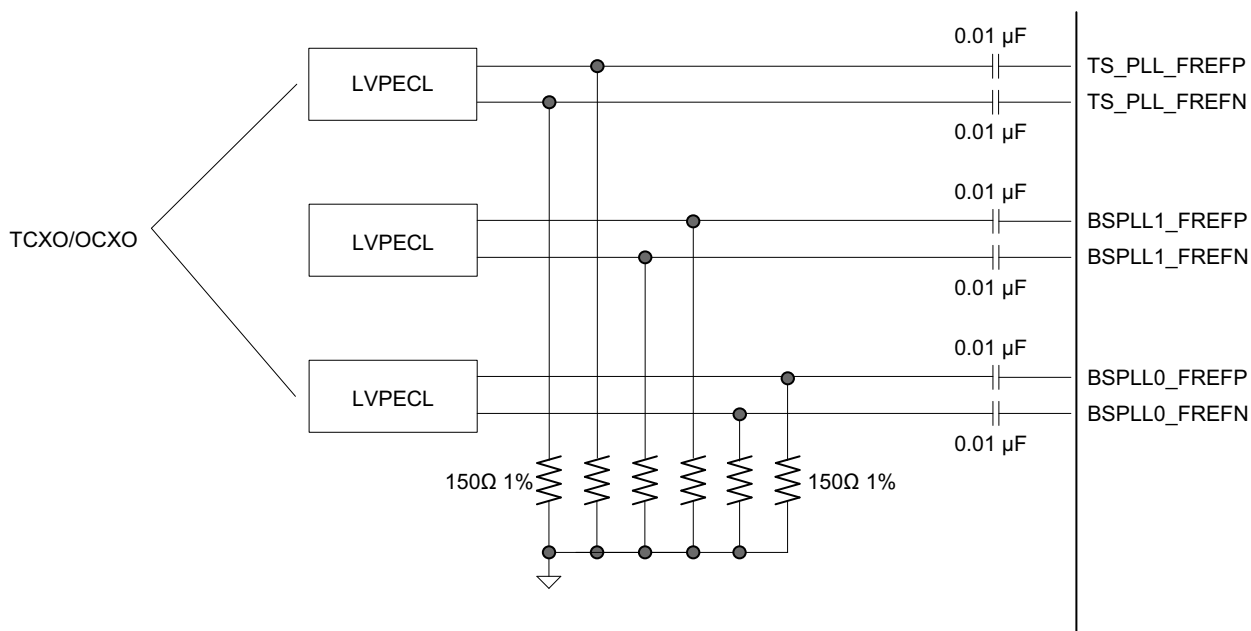 0.01 µF
LVPECL
TS_PLL_FREFP
TS_PLL_FREFN
0.01 µF
0.01 µF
TCXO/OCXO
LVPECL
BSPLL1_FREFP
BSPLL1_FREFN
0.01 µF
0.01 µF
LVPECL
BSPLL0_FREFP
BSPLL0_FREFN
0.01 µF
150Ω 1%
150Ω 1%